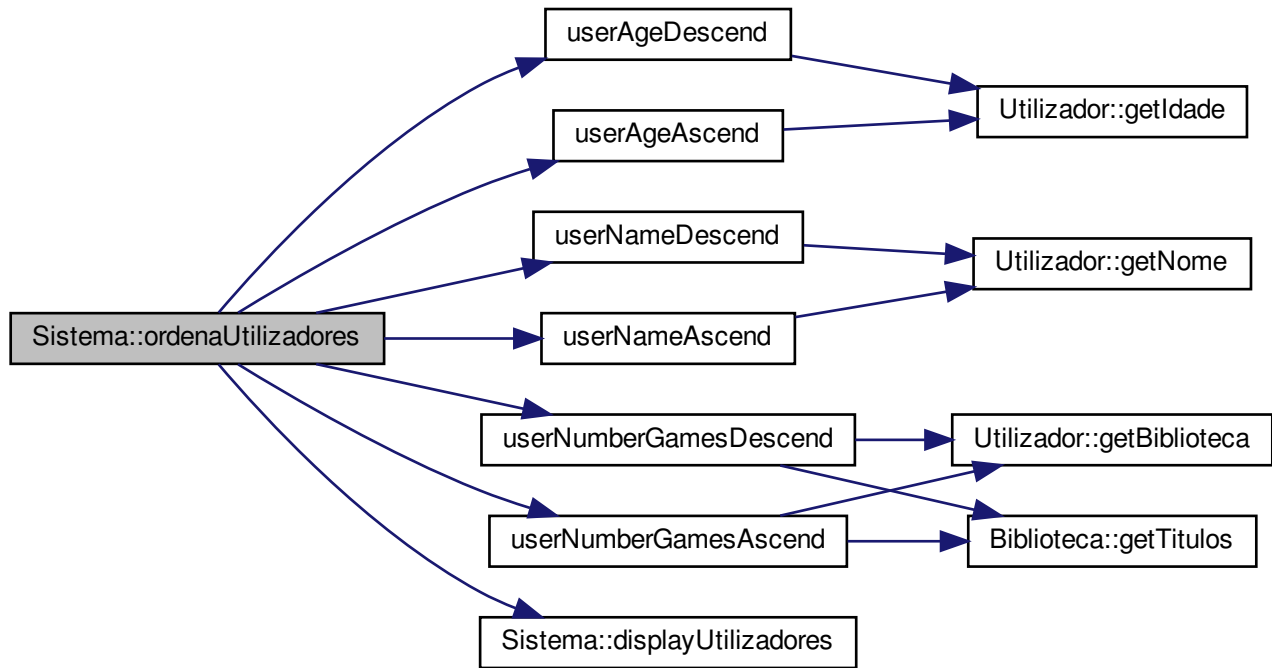 userAgeDescend
Utilizador::getIdade
userAgeAscend
userNameDescend
Utilizador::getNome
Sistema::ordenaUtilizadores
userNameAscend
userNumberGamesDescend
Utilizador::getBiblioteca
userNumberGamesAscend
Biblioteca::getTitulos
Sistema::displayUtilizadores